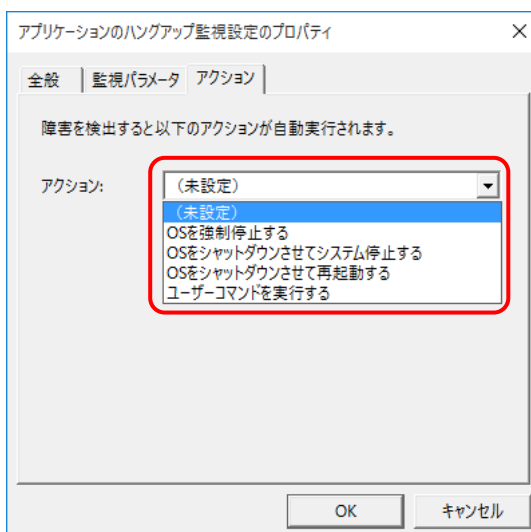 アプリケーションのハングアップ監視設定のプロパティ
全般 監視パラメータ アクション
障害を検出すると以下のアクションが自動実行されます。
アクション: （未設定）
（未設定）
OSを強制停止する
OSをシャットダウンさせてシステム停止する
OSをシャットダウンさせて再起動する
ユーザーコマンドを実行する
OK キャンセル